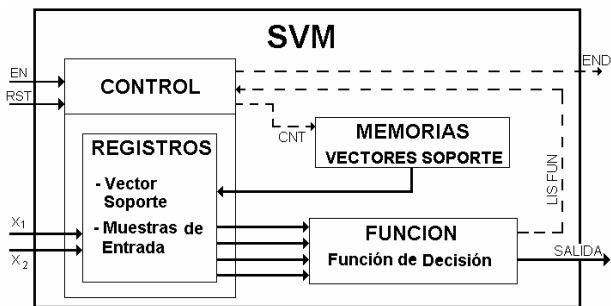 SVM
END
EN
CONTROL
RST
CNT
MEMORIAS
VECTORES SOPORTE
LIS FUN
REGISTROS
- Vector
Soporte
- Muestras de
Entrada
X1
X2
FUNCION
Función de Decisión
SALIDA